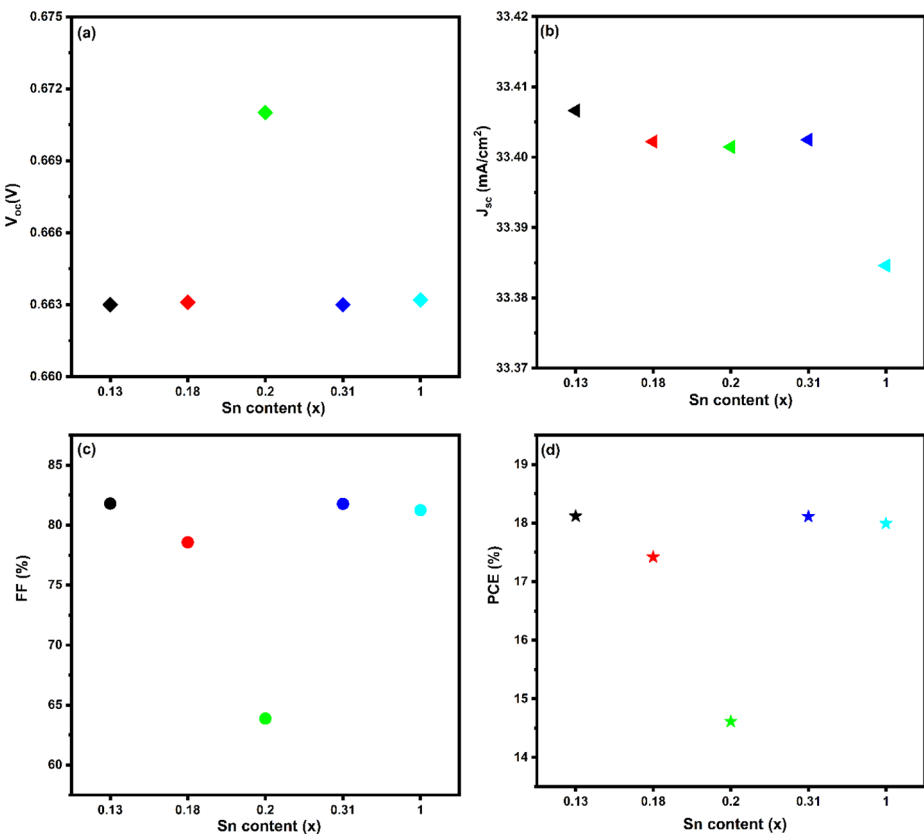 (a)
0.675
0.672
0.669
0.666
0.663
0.660
V_oc(V)
0.13 0.18 0.2 0.31 1
Sn content (x)
(b)
33.42
33.41
33.40
33.39
33.38
33.37
J_sc (mA/cm²)
0.13 0.18 0.2 0.31 1
Sn content (x)
(c)
85
80
75
70
65
60
FF (%)
0.13 0.18 0.2 0.31 1
Sn content (x)
(d)
19
18
17
16
15
14
PCE (%)
0.13 0.18 0.2 0.31 1
Sn content (x)